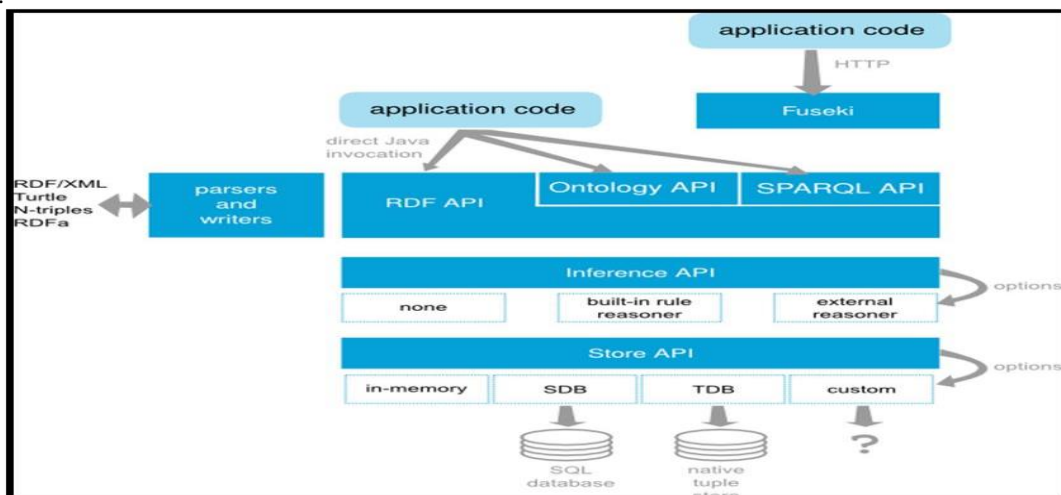 application code
HTTP
Fuseki
application code
direct Java
invocation
RDF/XML
Turtle
N-triples
RDFa
parsers
and
writers
RDF API
Ontology API
SPARQL API
Inference API
options
none
built-in rule
reasoner
external
reasoner
Store API
options
in-memory
SDB
TDB
custom
?
SQL
database
native
tuple
store